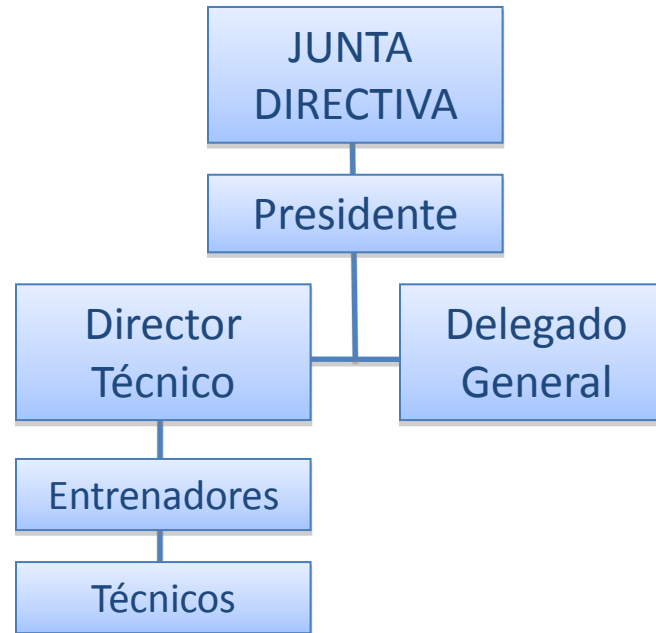 JUNTA
DIRECTIVA
Presidente
Director
Técnico
Delegado
General
Entrenadores
Técnicos